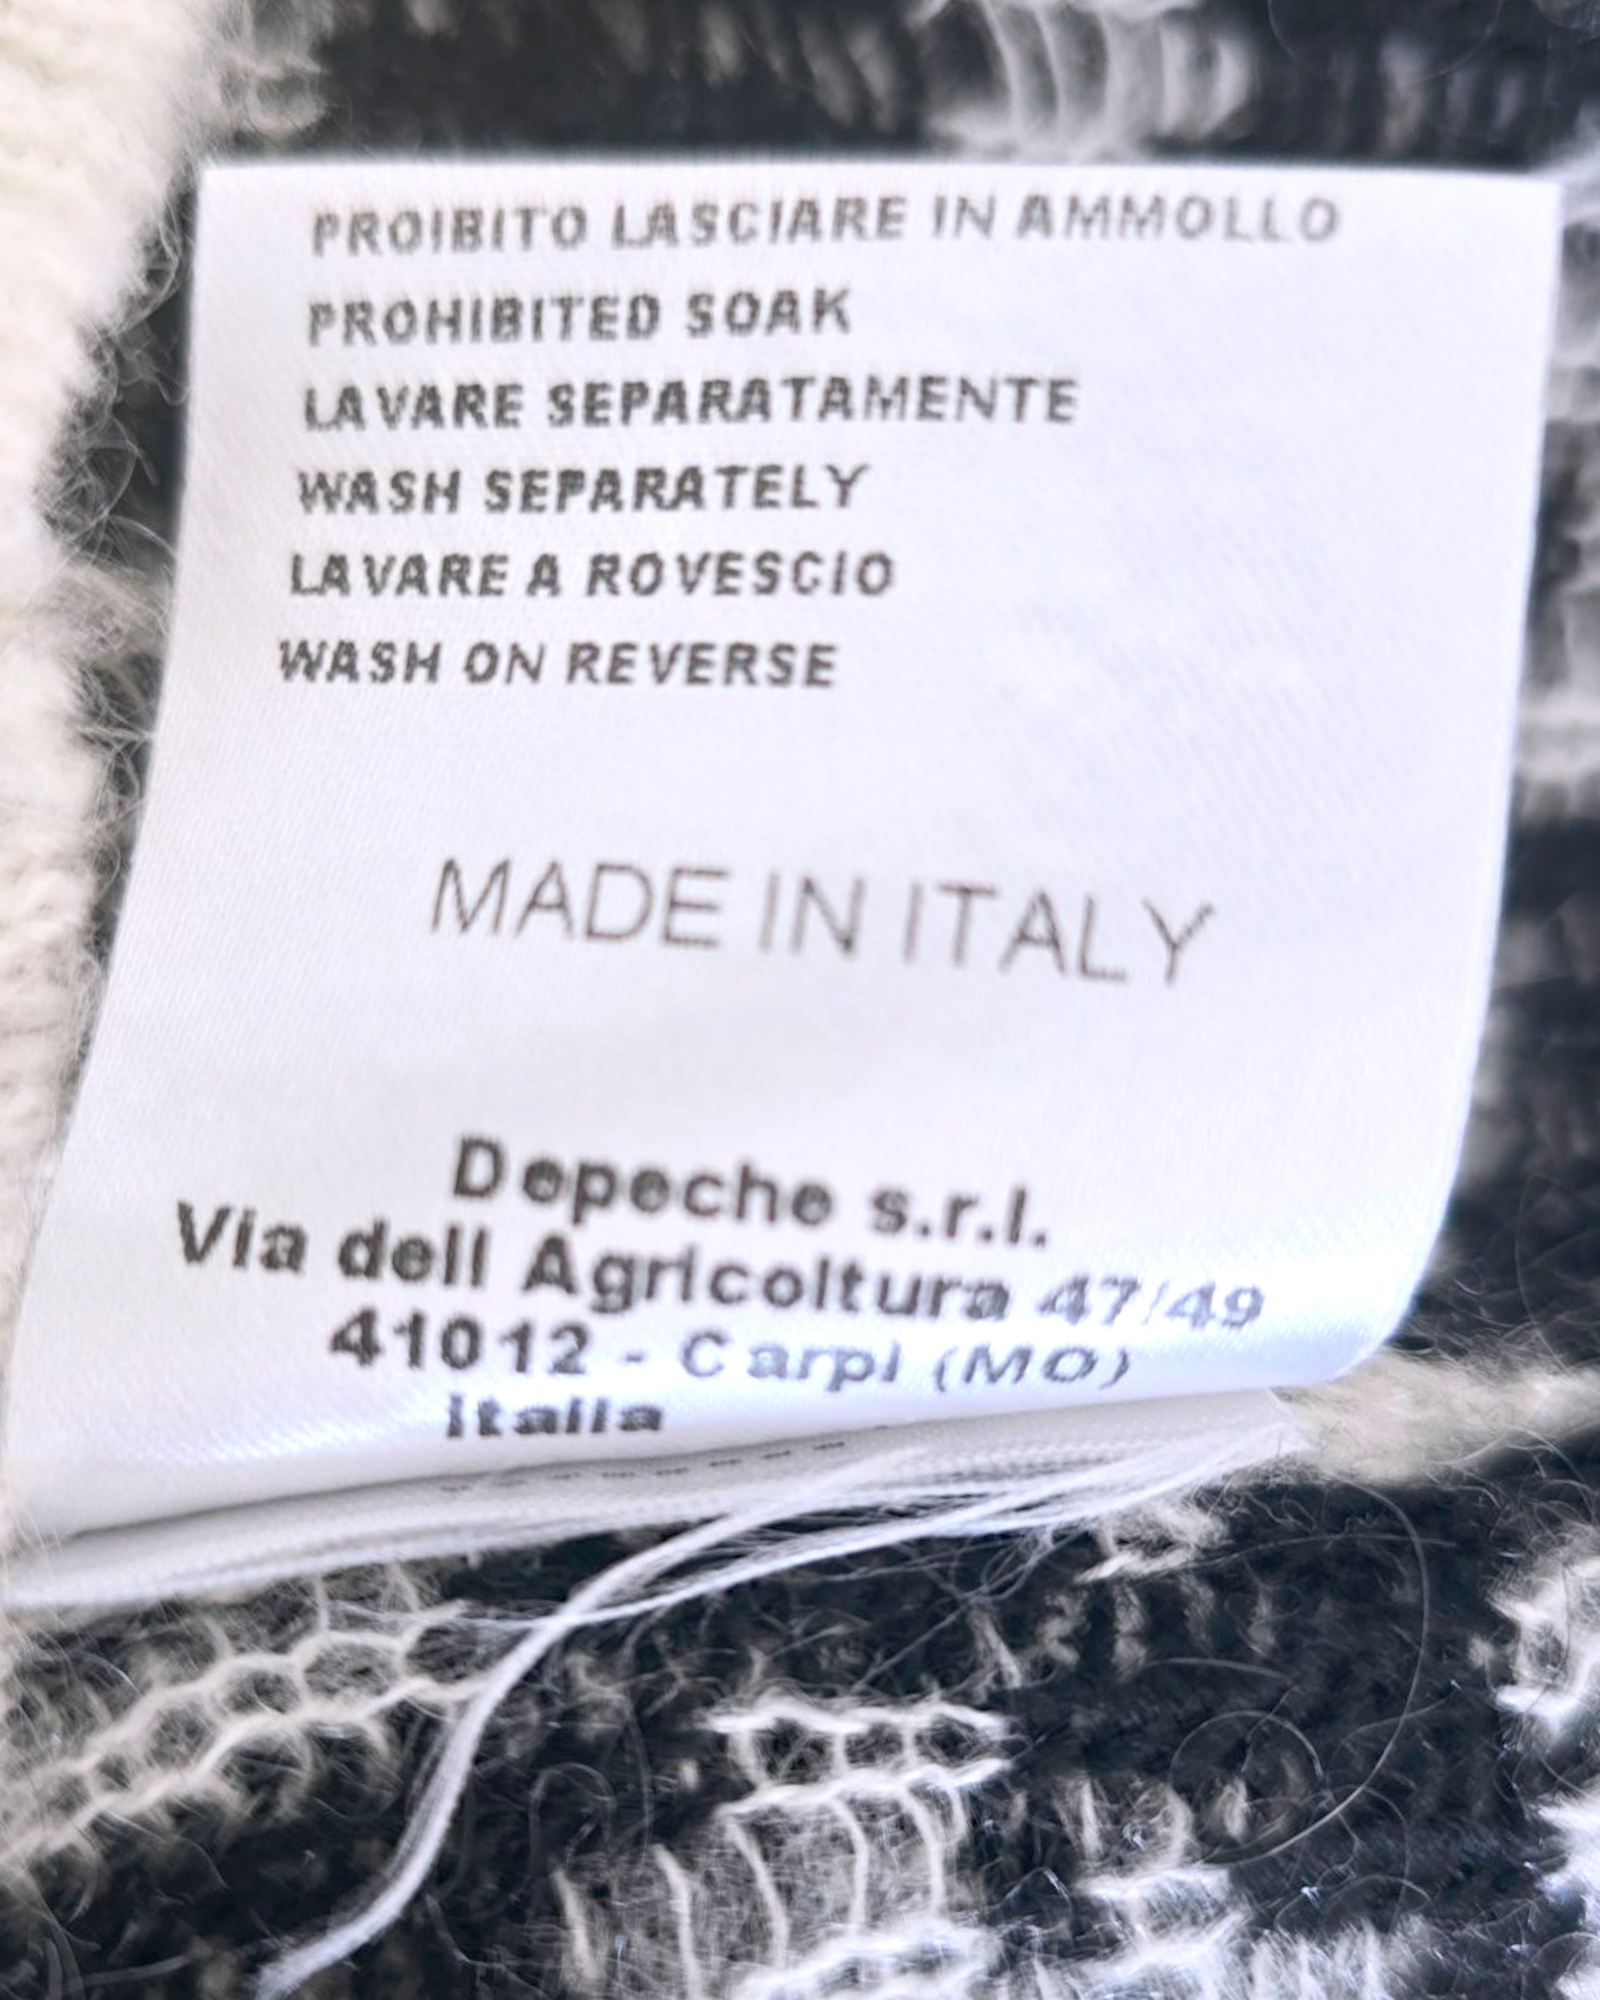 PROIBITO LASCIARE IN AMMOLLO
PROHIBITED SOAK
LAVARE SEPARATAMENTE
WASH SEPARATELY
LAVARE A ROVESCIO
WASH ON REVERSE
MADE IN ITALY
Depeche s.r.l.
Via dell Agricoltura 47/49
41012 - Carpi (MO)
Italia